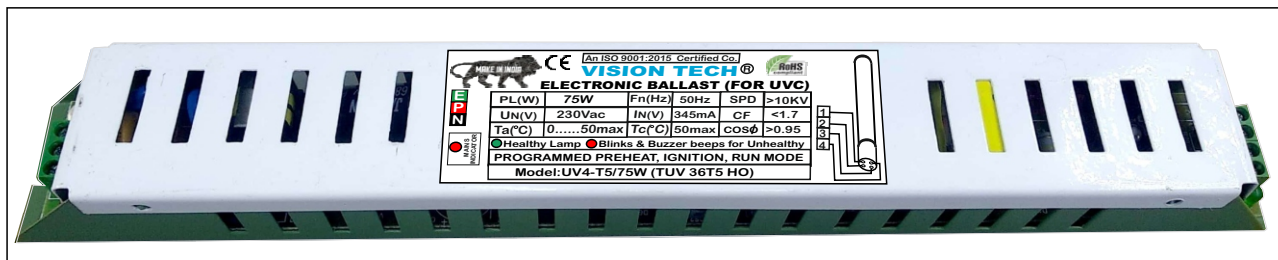 MAKE IN INDIA
CE
An ISO 9001:2015 Certified Co.
VISION TECH®
RoHS
compliant
ELECTRONIC BALLAST (FOR UVC)
E
P
N
MAINS
INDICATOR
PL(W) 75W Fn(Hz) 50Hz SPD >10KV
UN(V) 230Vac IN(V) 345mA CF <1.7
Ta(°C) 0......50max Tc(°C) 50max COSϕ >0.95
Healthy Lamp Blinks & Buzzer beeps for Unhealthy
PROGRAMMED PREHEAT, IGNITION, RUN MODE
Model:UV4-T5/75W (TUV 36T5 HO)
1
2
3
4